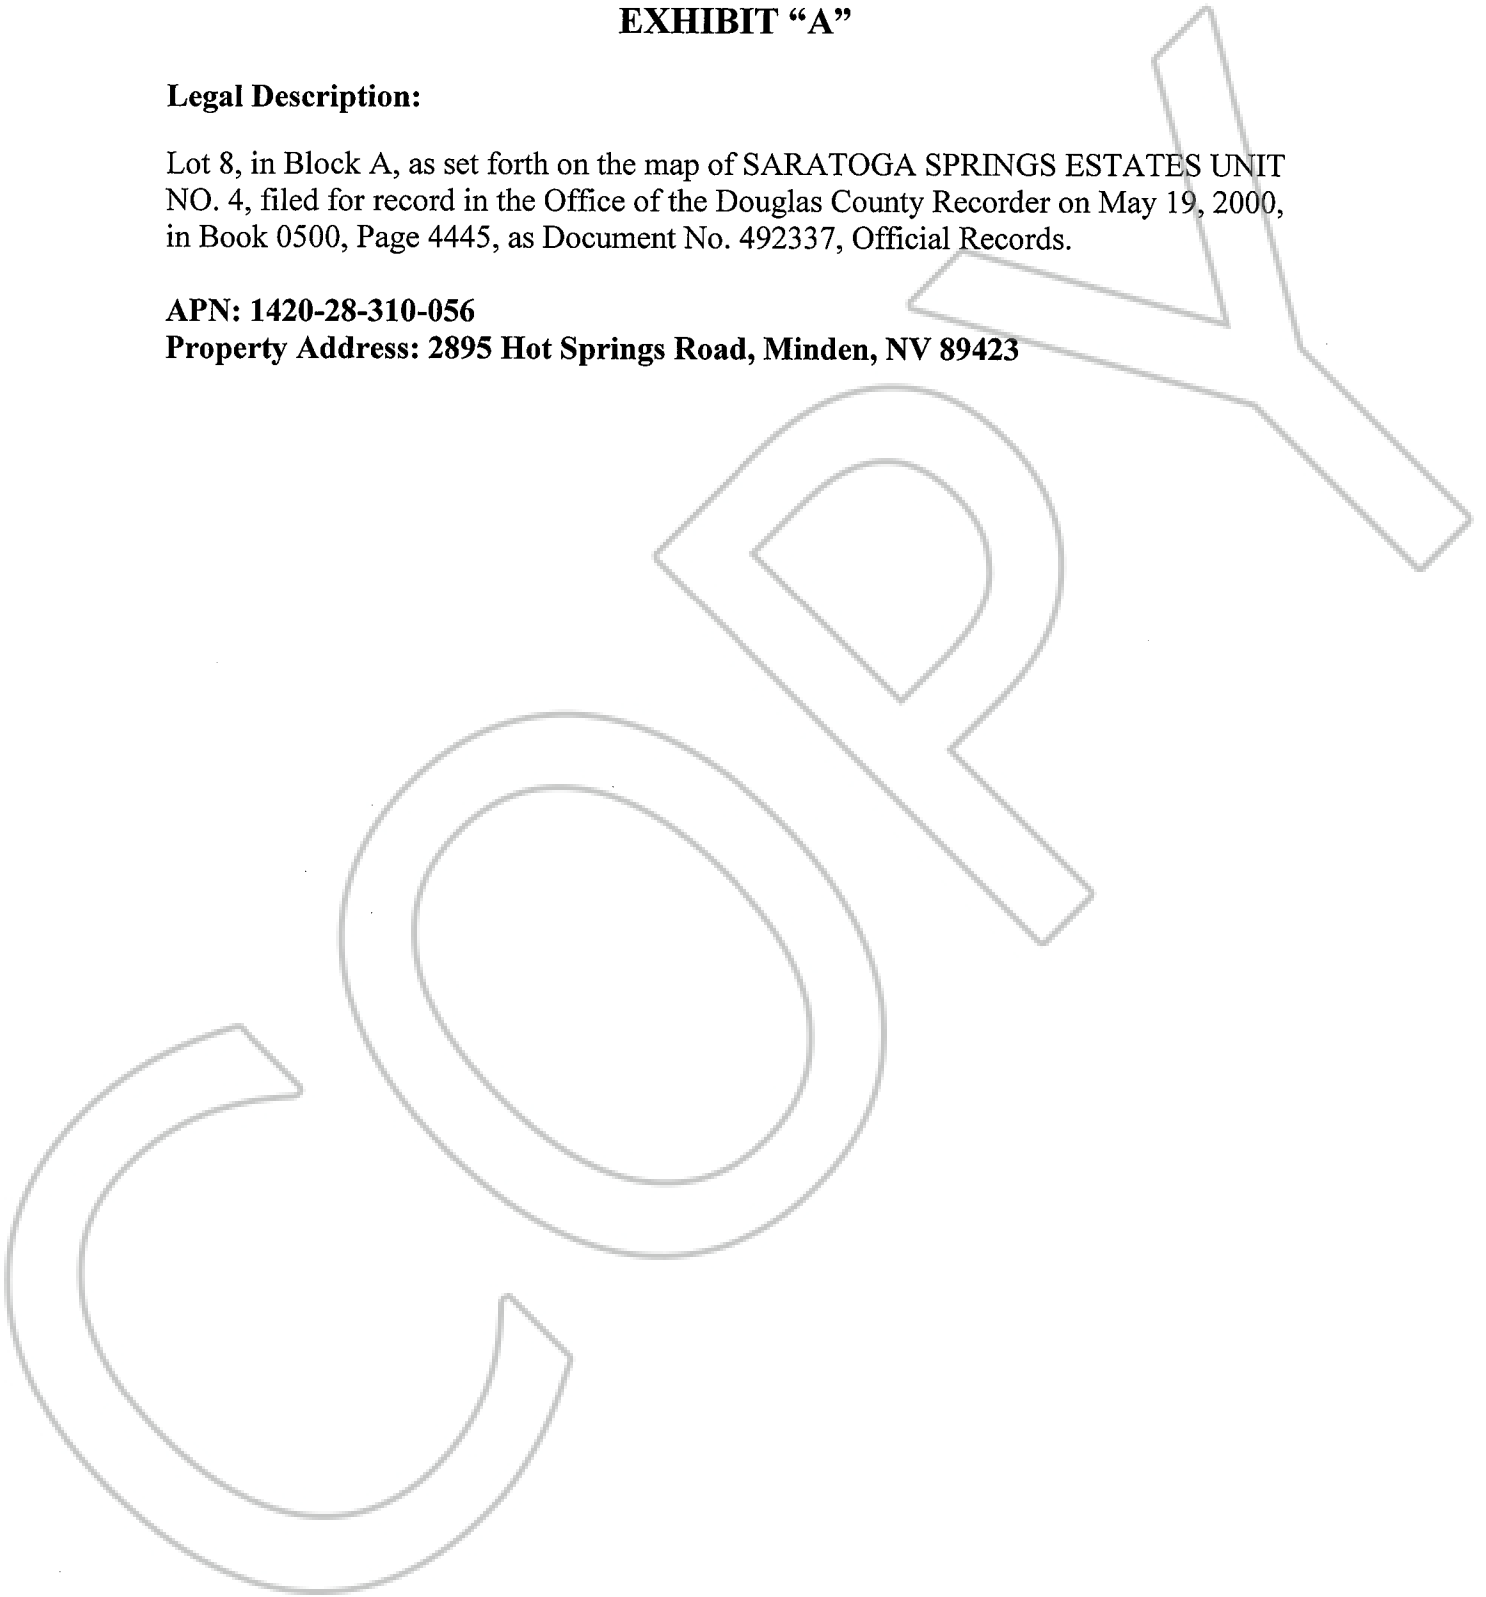 EXHIBIT “A”
Legal Description:
Lot 8, in Block A, as set forth on the map of SARATOGA SPRINGS ESTATES UNIT
NO. 4, filed for record in the Office of the Douglas County Recorder on May 19, 2000,
in Book 0500, Page 4445, as Document No. 492337, Official Records.
APN: 1420-28-310-056
Property Address: 2895 Hot Springs Road, Minden, NV 89423
COPY